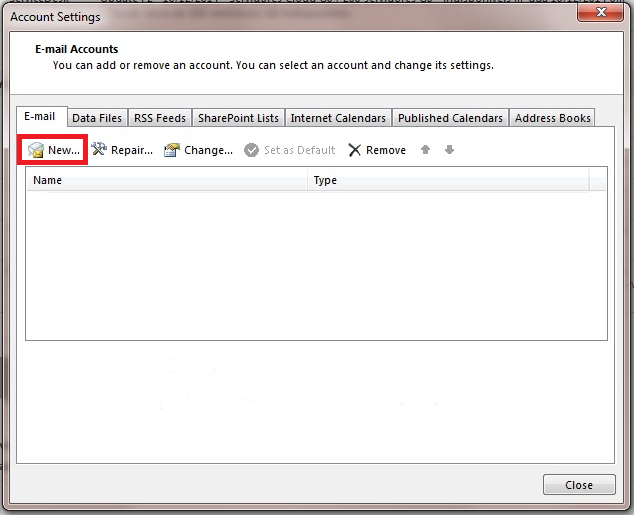 Account Settings
E-mail Accounts
You can add or remove an account. You can select an account and change its settings.
E-mail Data Files RSS Feeds SharePoint Lists Internet Calendars Published Calendars Address Books
New... Repair... Change... Set as Default Remove
Name Type
Close